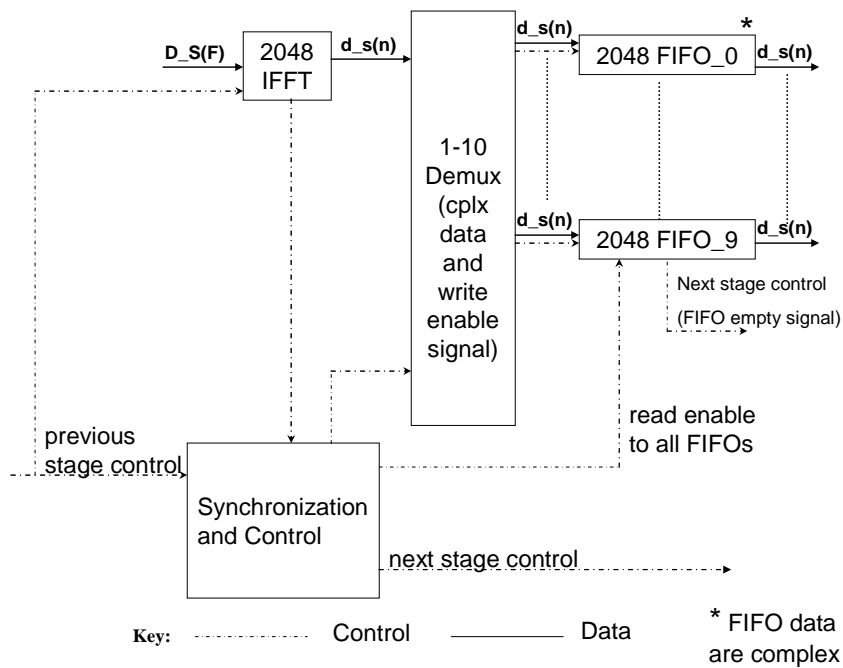 D_S(F)
2048
IFFT
d_s(n)
1-10
Demux
(cplx
data
and
write
enable
signal)
d_s(n)
2048 FIFO_0
*
d_s(n)
d_s(n)
2048 FIFO_9
d_s(n)
Next stage control
(FIFO empty signal)
read enable
to all FIFOs
previous
stage control
Synchronization
and Control
next stage control
Key:
Control
Data
* FIFO data
are complex